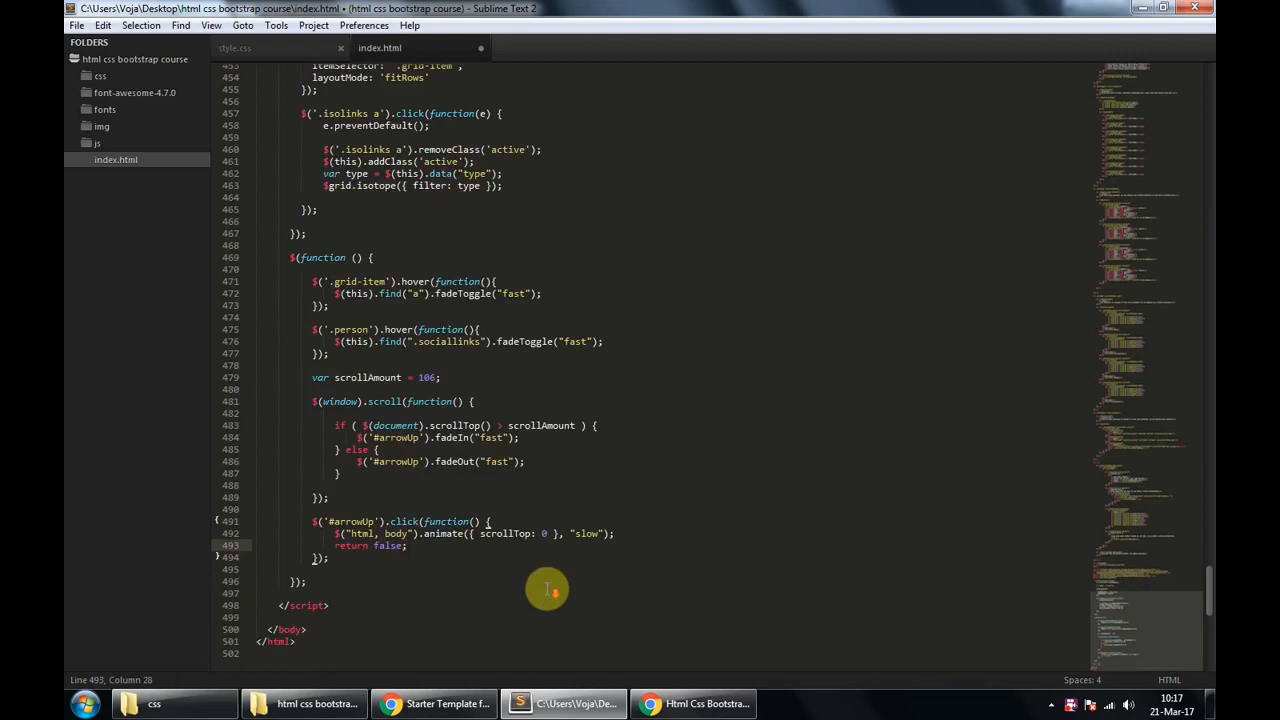 C:\Users\Voja\Desktop\html css bootstrap course\index.html • (html css bootstrap course) - Sublime Text 2
File Edit Selection Find View Goto Tools Project Preferences Help
FOLDERS
html css bootstrap course
css
font-awesome-4.7.0
fonts
img
js
index.html
style.css
index.html
453 itemSelector: '.grid-item',
454 layoutMode: 'fitRows'
455 });
456
457 $('.isolinks a').click(function(e) {
458 e.preventDefault();
459
460 $('.isolinks a').removeClass('active');
461 $(this).addClass('active');
462 var type = $(this).data("type");
463 $grid.isotope({ filter: type });
464
465 });
466
467 });
468
469 $(function () {
470
471 $('.grid-item').hover(function(){
472 $(this).find("a").fadeToggle("fast");
473 });
474
475 $('.person').hover(function(){
476 $(this).find(".sociallinks").fadeToggle("fast");
477 });
478
479 var scrollAmount = 106;
480
481 $(window).scroll(function() {
482
483 if ( $(document).scrollTop() > scrollAmount ) {
484 $('#arrowUp').fadeIn("fast");
485 } else {
486 $('#arrowUp').fadeOut("fast");
487 }
488
489 });
490
491 $('#arrowUp').click(function() {
492 $("html, body").animate({ scrollTop: 0 }, "slow");
493 return false;
494 });
495
496 });
497
498 </script>
499
500 </body>
501 </html>
502
Line 493, Column 28
Spaces: 4
HTML
css
html css bootstra...
Starter Template f...
C:\Users\Voja\De...
Html Css Bootstra...
10:17
21-Mar-17